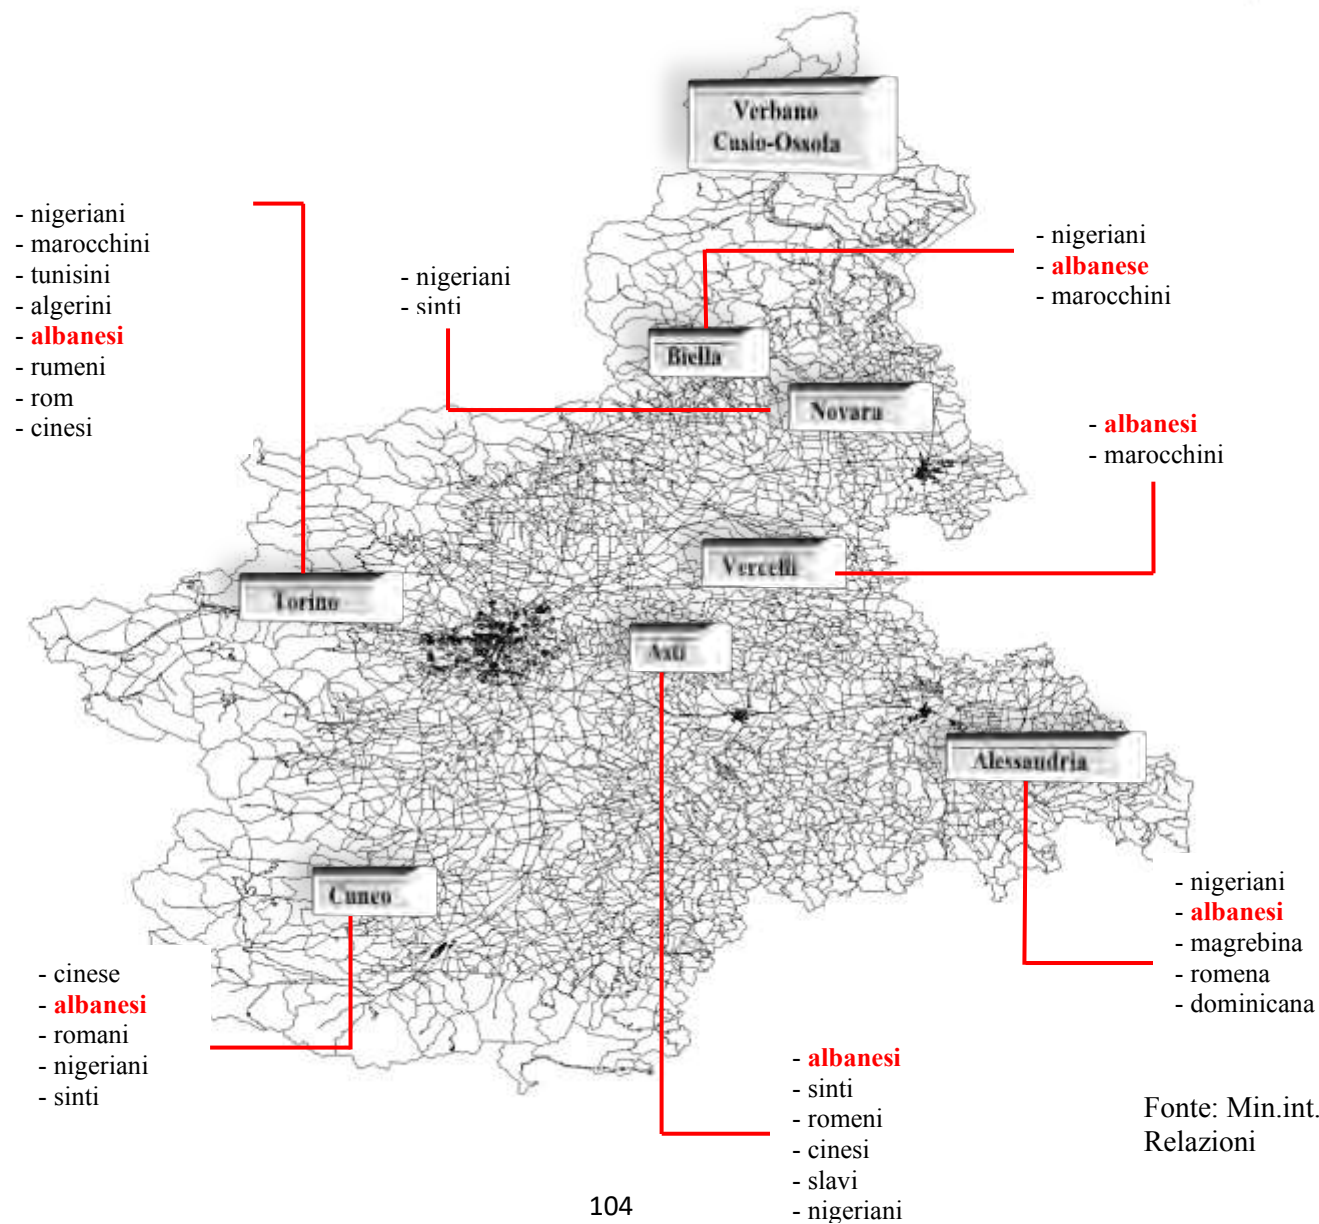 Verbano
Cusio-Ossola
- nigeriani
- marocchini
- tunisini
- algerini
- albanesi
- rumeni
- rom
- cinesi
- nigeriani
- sinti
- nigeriani
- albanese
- marocchini
Biella
Novara
- albanesi
- marocchini
Vercelli
Torino
Asti
Alessandria
Cuneo
- nigeriani
- albanesi
- magrebina
- romena
- dominicana
- cinese
- albanesi
- romani
- nigeriani
- sinti
- albanesi
- sinti
- romeni
- cinesi
- slavi
- nigeriani
Fonte: Min.int.
Relazioni
104